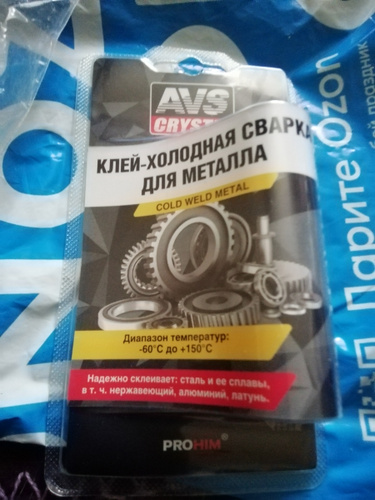 AVS
CRYST
КЛЕЙ-ХОЛОДНАЯ СВАРКА
ДЛЯ МЕТАЛЛА
COLD WELD METAL
Диапазон температур:
-60°C до +150°C
Надежно склеивает: сталь и ее сплавы,
в т. ч. нержавеющий, алюминий, латунь.
PROHIM®
Парите Ozon
праздник